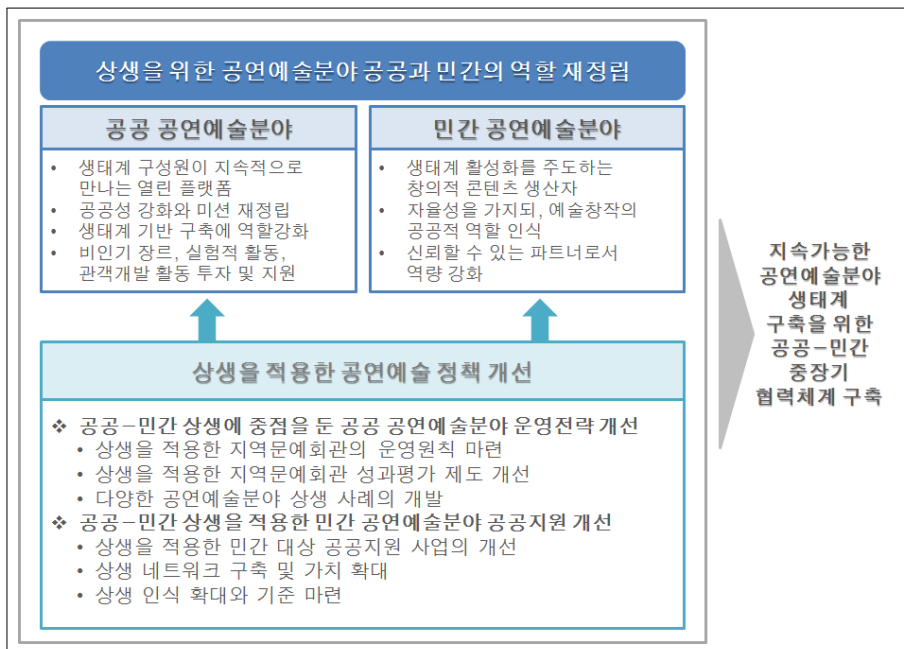 상생을 위한 공연예술분야 공공과 민간의 역할 재정립
공공 공연예술분야
• 생태계 구성원이 지속적으로
만나는 열린 플랫폼
• 공공성 강화와 미션 재정립
• 생태계 기반 구축에 역할강화
• 비인기 장르, 실험적 활동,
관객개발 활동 투자 및 지원
민간 공연예술분야
• 생태계 활성화를 주도하는
창의적 콘텐츠 생산자
• 자율성을 가지되, 예술창작의
공공적 역할 인식
• 신뢰할 수 있는 파트너로서
역량 강화
상생을 적용한 공연예술 정책 개선
❖ 공공-민간 상생에 중점을 둔 공공 공연예술분야 운영전략 개선
• 상생을 적용한 지역문예회관의 운영원칙 마련
• 상생을 적용한 지역문예회관 성과평가 제도 개선
• 다양한 공연예술분야 상생 사례의 개발
❖ 공공-민간 상생을 적용한 민간 공연예술분야 공공지원 개선
• 상생을 적용한 민간 대상 공공지원 사업의 개선
• 상생 네트워크 구축 및 가치 확대
• 상생 인식 확대와 기준 마련
지속가능한
공연예술분야
생태계
구축을 위한
공공-민간
중장기
협력체계 구축